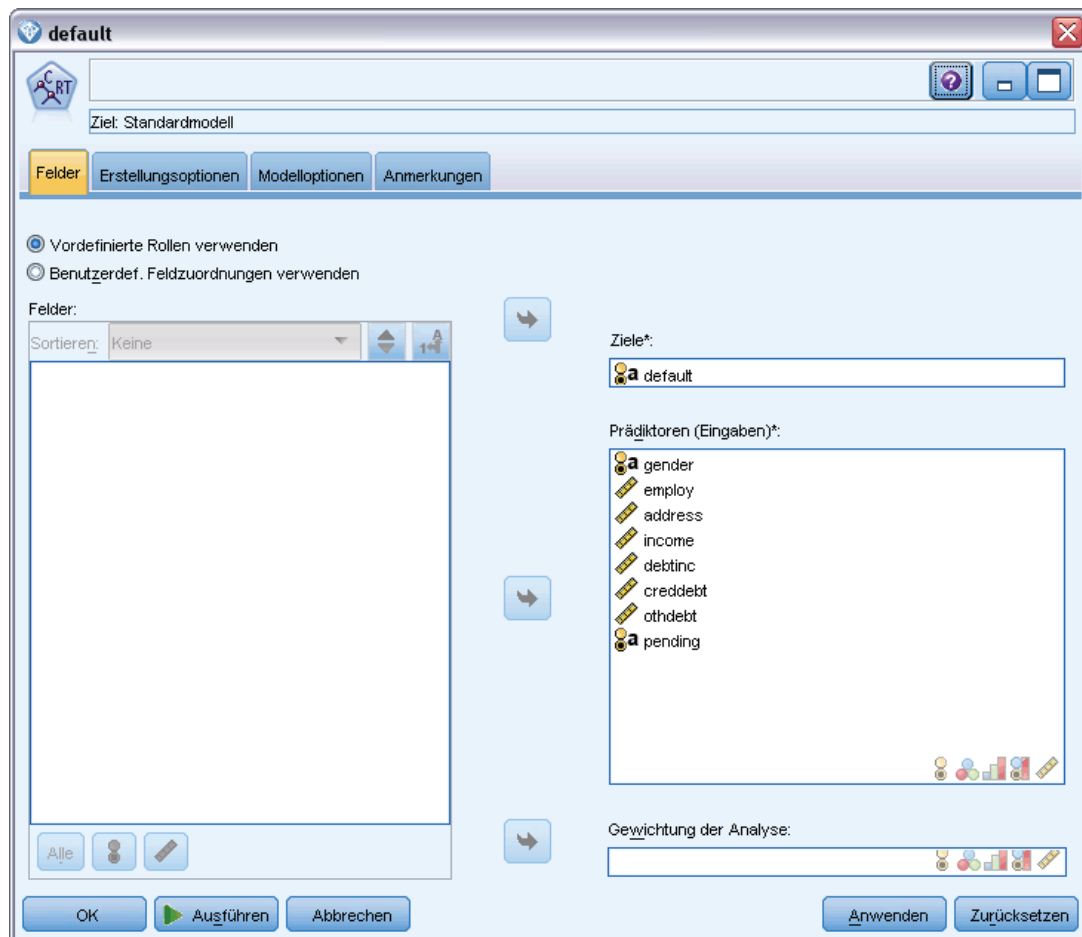 default
C RT
Ziel: Standardmodell
Felder Erstellungsoptionen Modelloptionen Anmerkungen
Vordefinierte Rollen verwenden
Benutzerdef. Feldzuordnungen verwenden
Felder:
Sortieren: Keine
Ziele*:
a default
Prädiktoren (Eingaben)*:
a gender
employ
address
income
debtinc
creddebt
othdebt
a pending
Alle
Gewichtung der Analyse:
OK Ausführen Abbrechen Anwenden Zurücksetzen